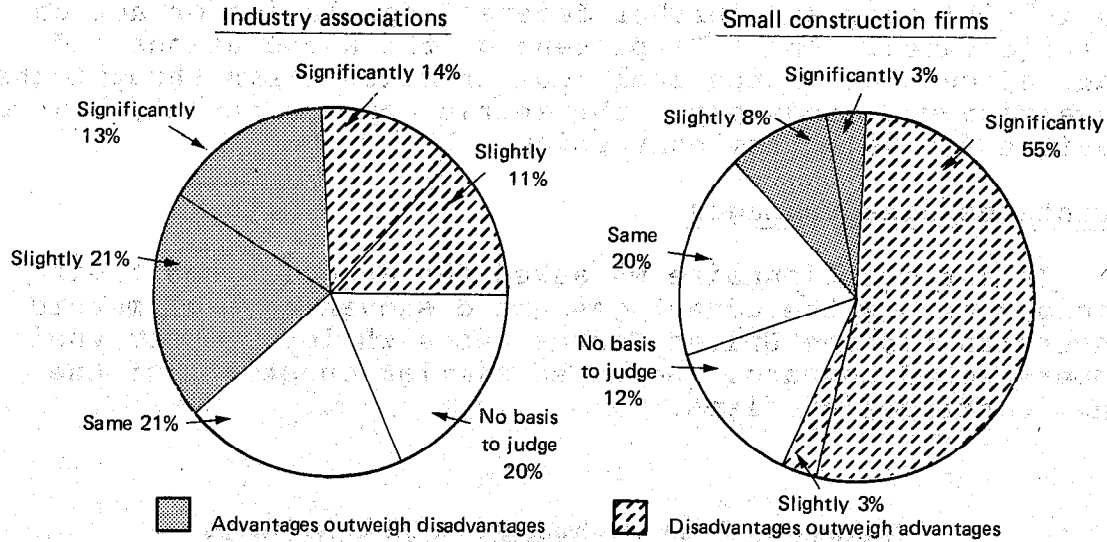 Industry associations
Significantly 14%
Significantly
13%
Slightly
11%
Slightly 21%
Same 21%
No basis
to judge
20%
Small construction firms
Significantly 3%
Slightly 8%
Significantly
55%
Same
20%
No basis
to judge
12%
Slightly 3%
Advantages outweigh disadvantages
Disadvantages outweigh advantages